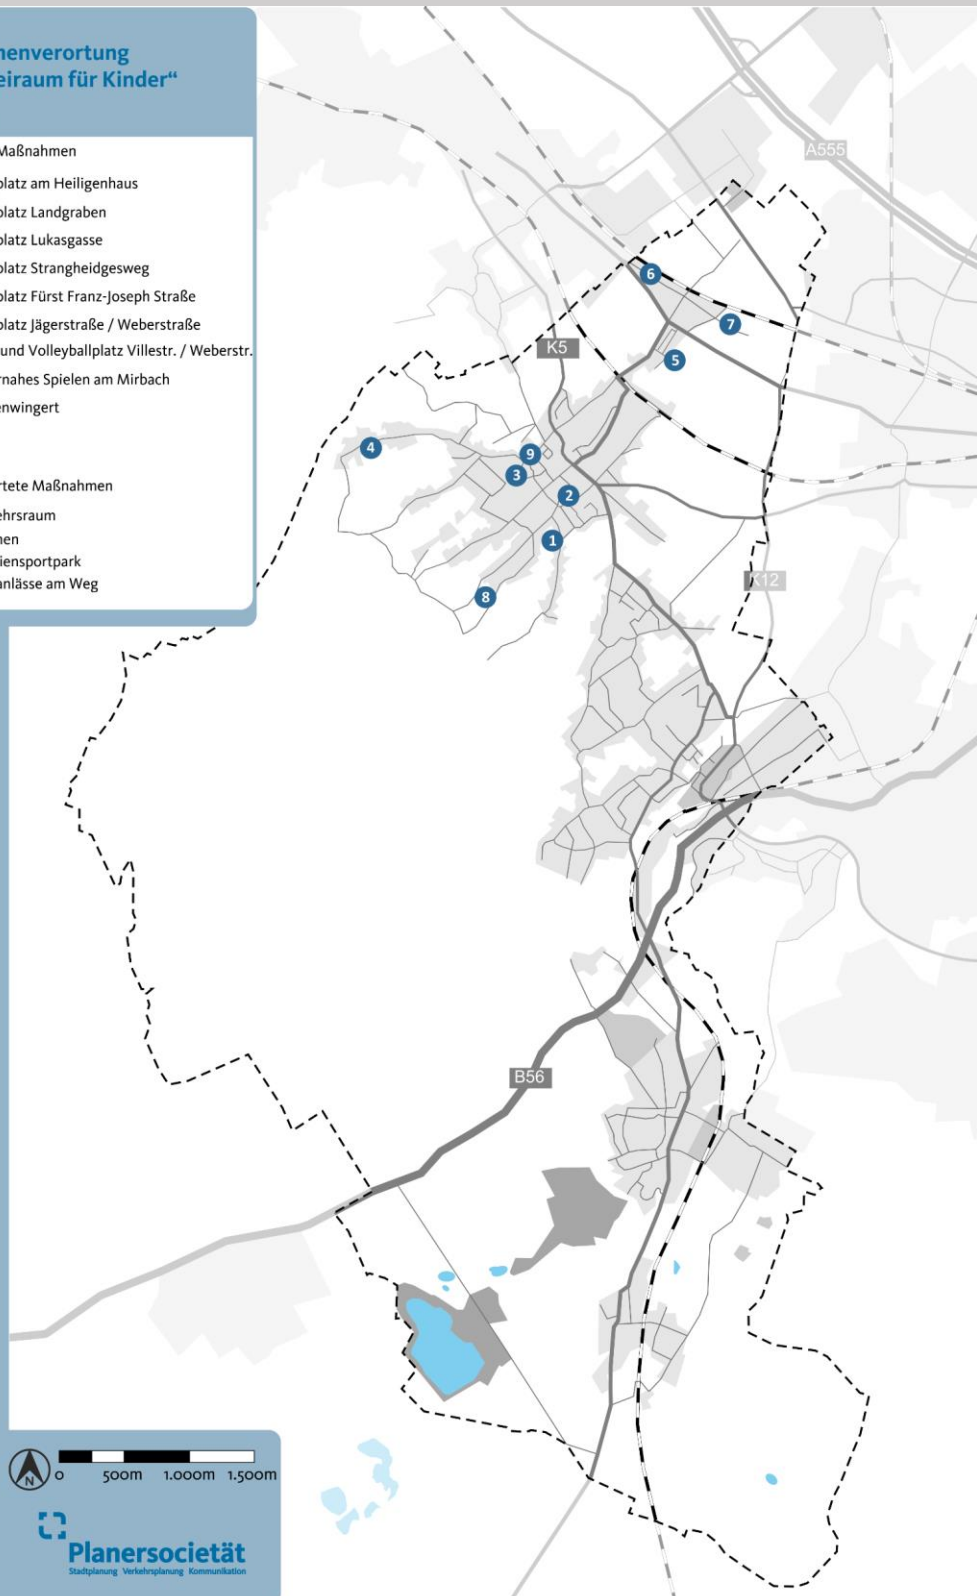 nenverortung
eiraum für Kinder“
Maßnahmen
platz am Heiligenhaus
platz Landgraben
platz Lukasgasse
platz Strangheidgesweg
platz Fürst Franz-Joseph Straße
platz Jägerstraße / Weberstraße
und Volleyballplatz Villestr. / Weberstr.
rnahes Spielen am Mirbach
enwingert
rtete Maßnahmen
ehrsraum
nen
iensportpark
anlässe am Weg
A555
6
7
K5
5
4
9
3
2
1
K12
8
B56
N
0 500m 1.000m 1.500m
Planersocietät
Stadtplanung Verkehrsplanung Kommunikation